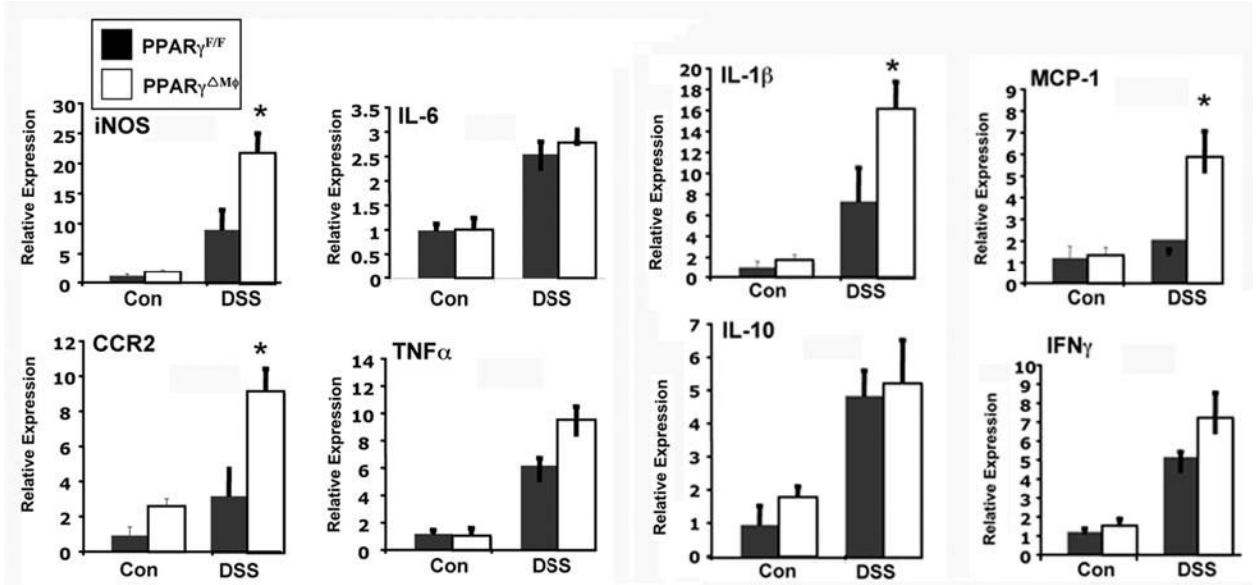 PPARγF/F
PPARγΔMφ
iNOS
Relative Expression
30
25
20
15
10
5
0
*
Con DSS
IL-6
Relative Expression
3.5
3
2.5
2
1.5
1
0.5
0
Con DSS
IL-1β
Relative Expression
20
18
16
14
12
10
8
6
4
2
0
*
Con DSS
MCP-1
Relative Expression
9
8
7
6
5
4
3
2
1
0
*
Con DSS
CCR2
Relative Expression
12
10
8
6
4
2
0
*
Con DSS
TNFα
Relative Expression
14
12
10
8
6
4
2
0
Con DSS
IL-10
Relative Expression
7
6
5
4
3
2
1
0
Con DSS
IFNγ
Relative Expression
10
9
8
7
6
5
4
3
2
1
0
Con DSS